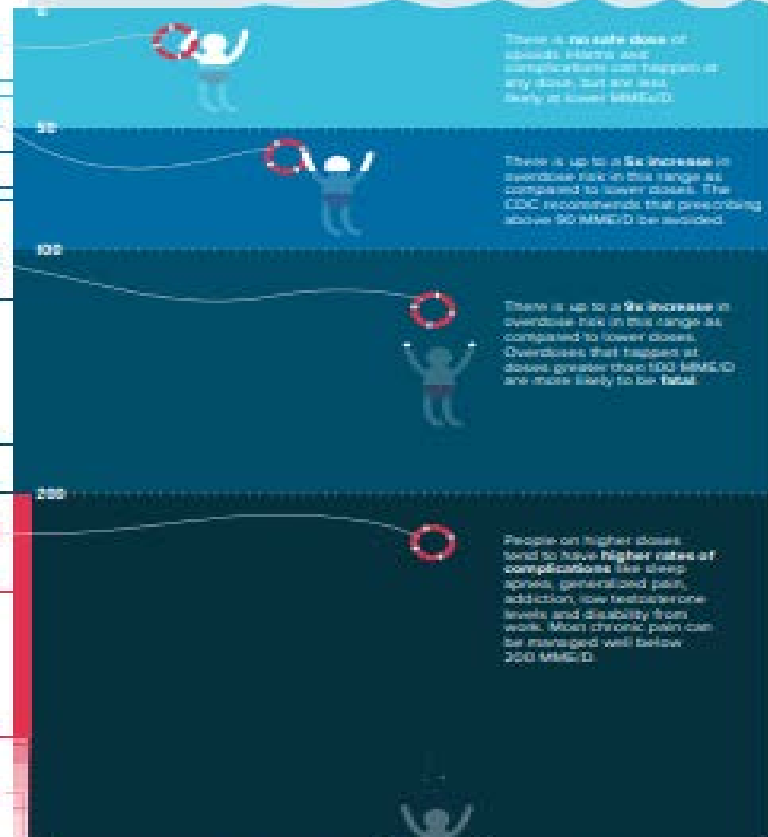 0
There is no safe dose of
opioids. Harms and
complications can happen at
any dose, but are less
likely at lower MMEs/D.
50
There is up to a 5x increase in
overdose risk in this range as
compared to lower doses. The
CDC recommends that prescribing
above 90 MME/D be avoided.
100
There is up to a 9x increase in
overdose risk in this range as
compared to lower doses.
Overdoses that happen at
doses greater than 100 MME/D
are more likely to be fatal.
200
People on higher doses
tend to have higher rates of
complications like sleep
apnea, generalized pain,
addiction, low testosterone
levels and disability from
work. Most chronic pain can
be managed well below
200 MME/D.